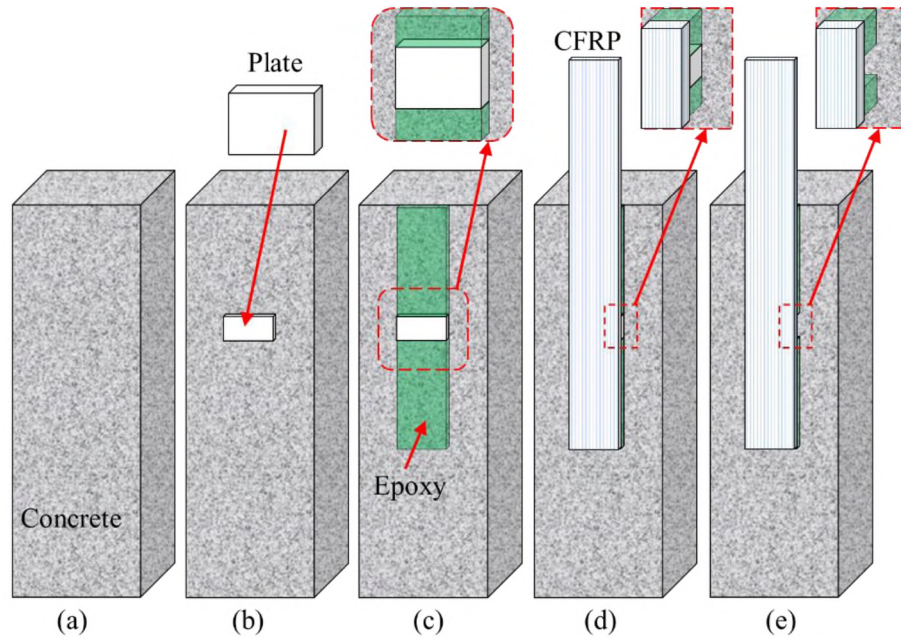 Plate
CFRP
Concrete
Epoxy
(a)
(b)
(c)
(d)
(e)